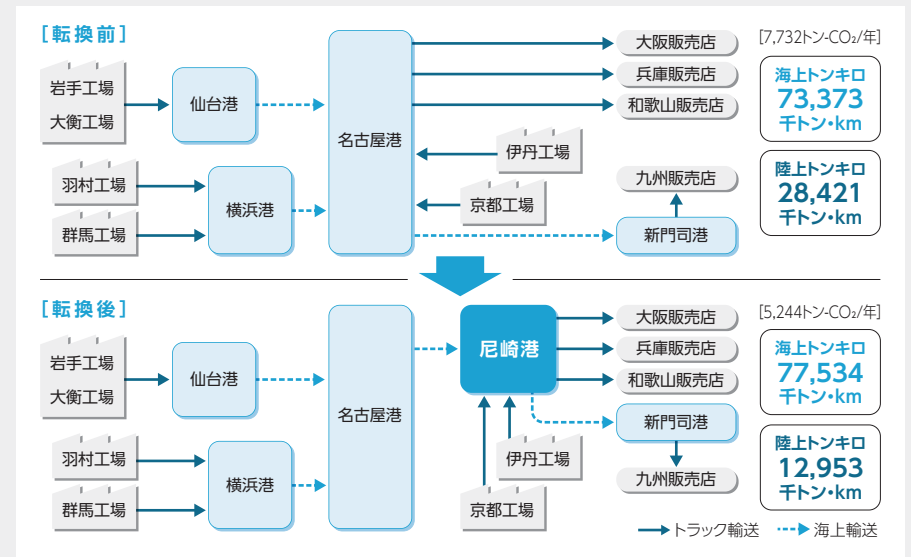 [転換前]
岩手工場
大衡工場
仙台港
羽村工場
群馬工場
横浜港
名古屋港
大阪販売店
兵庫販売店
和歌山販売店
伊丹工場
京都工場
九州販売店
新門司港
[7,732トン-CO₂/年]
海上トンキロ
73,373
千トン・km
陸上トンキロ
28,421
千トン・km
[転換後]
岩手工場
大衡工場
仙台港
羽村工場
群馬工場
横浜港
名古屋港
尼崎港
大阪販売店
兵庫販売店
和歌山販売店
新門司港
伊丹工場
京都工場
九州販売店
[5,244トン-CO₂/年]
海上トンキロ
77,534
千トン・km
陸上トンキロ
12,953
千トン・km
トラック輸送 海上輸送